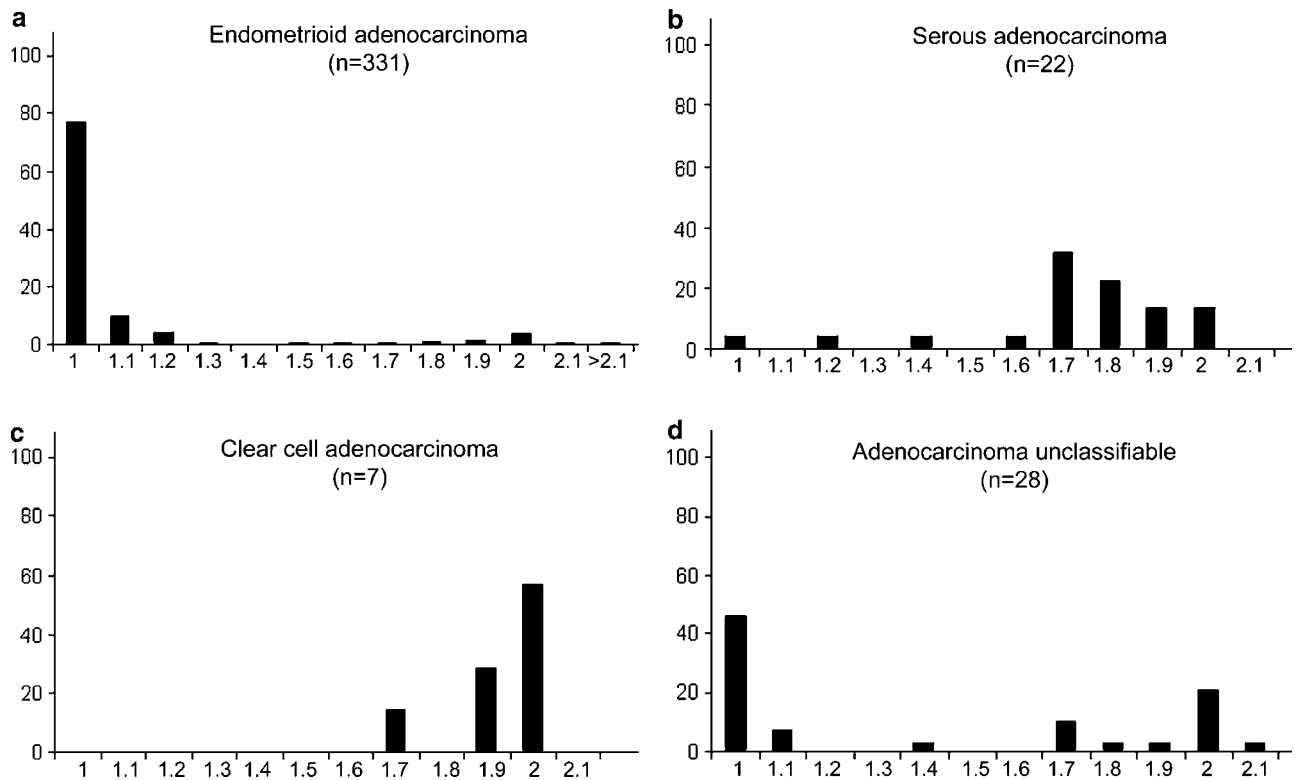 a
Endometrioid adenocarcinoma
(n=331)
100
80
60
40
20
0
1 1.1 1.2 1.3 1.4 1.5 1.6 1.7 1.8 1.9 2 2.1 >2.1
b
Serous adenocarcinoma
(n=22)
100
80
60
40
20
0
1 1.1 1.2 1.3 1.4 1.5 1.6 1.7 1.8 1.9 2 2.1
c
Clear cell adenocarcinoma
(n=7)
100
80
60
40
20
0
1 1.1 1.2 1.3 1.4 1.5 1.6 1.7 1.8 1.9 2 2.1
d
Adenocarcinoma unclassifiable
(n=28)
100
80
60
40
20
0
1 1.1 1.2 1.3 1.4 1.5 1.6 1.7 1.8 1.9 2 2.1